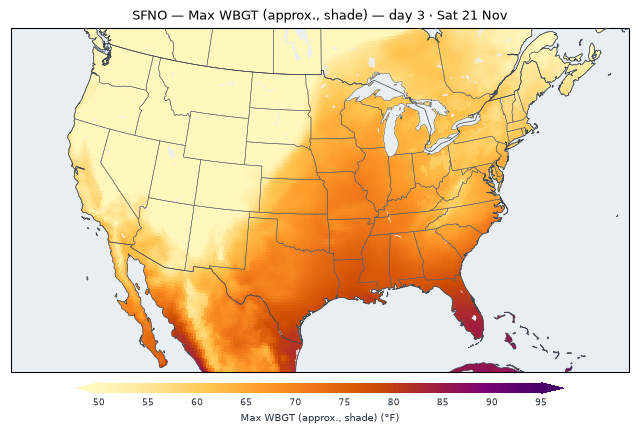 SFNO — Max WBGT (approx., shade) — day 3 · Sat 21 Nov
50 55 60 65 70 75 80 85 90 95
Max WBGT (approx., shade) (°F)